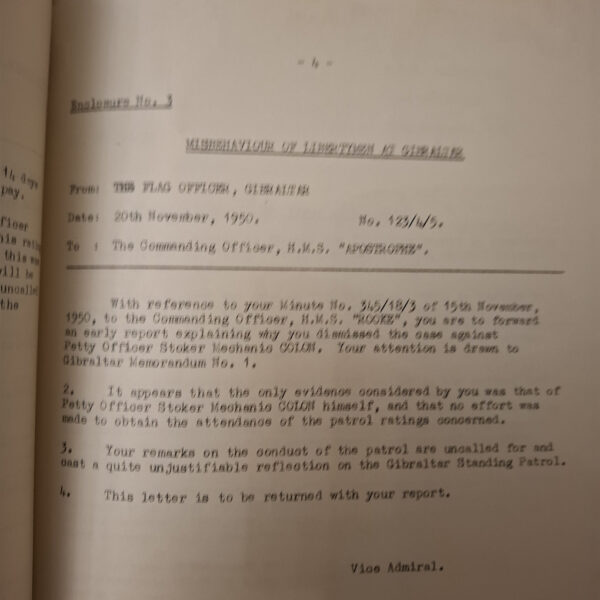 - 4 -
Enclosure No. 3
MISBEHAVIOUR OF LIBERTYMEN AT GIBRALTAR
From: THE FLAG OFFICER, GIBRALTAR
Date: 20th November, 1950. No. 123/4/5.
To : The Commanding Officer, H.M.S. "APOSTROPHE".
With reference to your Minute No. 345/18/3 of 15th November,
1950, to the Commanding Officer, H.M.S. "ROOKE", you are to forward
an early report explaining why you dismissed the case against
Petty Officer Stoker Mechanic COLON. Your attention is drawn to
Gibraltar Memorandum No. 1.
2. It appears that the only evidence considered by you was that of
Petty Officer Stoker Mechanic COLON himself, and that no effort was
made to obtain the attendance of the patrol ratings concerned.
3. Your remarks on the conduct of the patrol are uncalled for and
cast a quite unjustifiable reflection on the Gibraltar Standing Patrol.
4. This letter is to be returned with your report.
Vice Admiral.
14 days
pay.
this was
will be
the